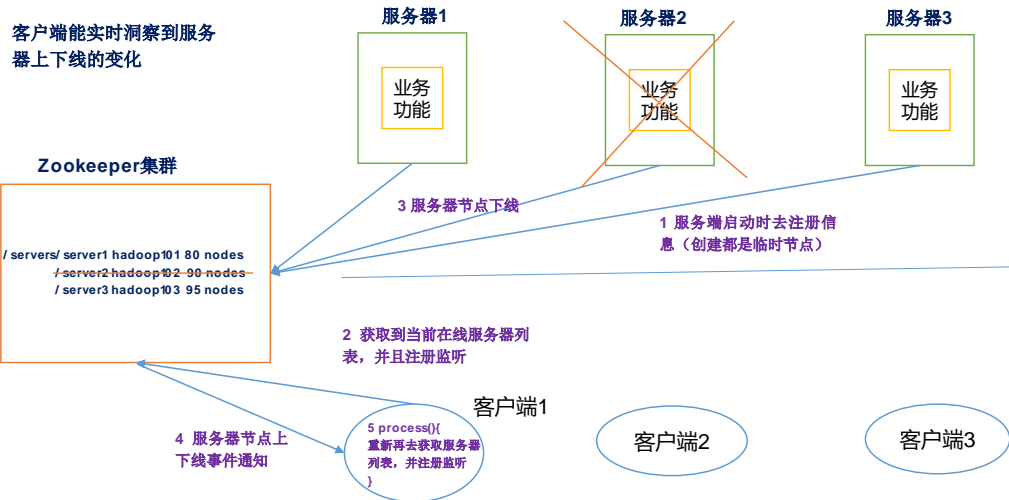 客户端能实时洞察到服务
器上下线的变化
服务器1
服务器2
服务器3
业务
功能
业务
功能
业务
功能
Zookeeper集群
3 服务器节点下线
1 服务端启动时去注册信
息（创建都是临时节点）
/ servers/ server1 hadoop101 80 nodes
/ server2 hadoop102 90 nodes
/ server3 hadoop103 95 nodes
2 获取到当前在线服务器列
表，并且注册监听
客户端1
4 服务器节点上
下线事件通知
5 process(){
重新再去获取服务器
列表，并注册监听
}
客户端2
客户端3